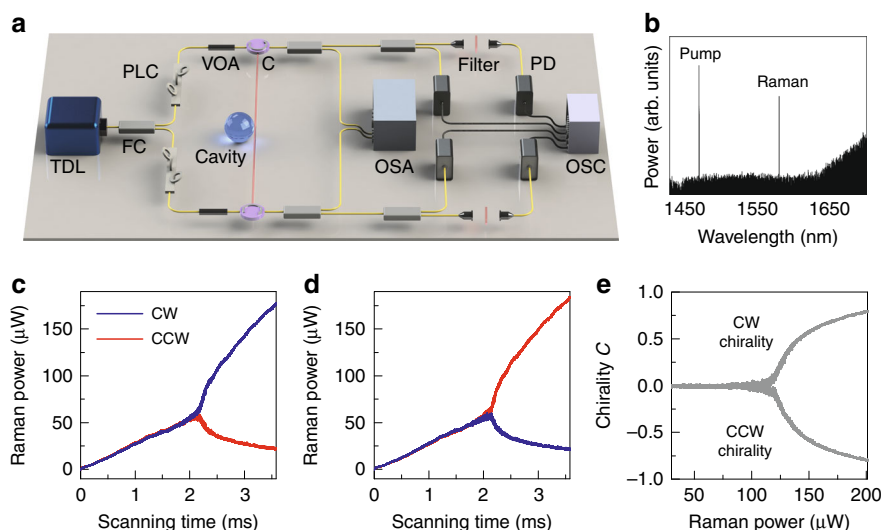 a
PLC
VOA
C
Filter
PD
TDL
FC
Cavity
OSA
OSC
b
Power (arb. units)
Pump
Raman
1450
1550
1650
Wavelength (nm)
c
Raman power (μW)
150
100
50
0
CW
CCW
0
1
2
3
Scanning time (ms)
d
Raman power (μW)
150
100
50
0
0
1
2
3
Scanning time (ms)
e
Chirality C
1.0
0.5
0.0
−0.5
−1.0
CW
chirality
CCW
chirality
50
100
150
200
Raman power (μW)